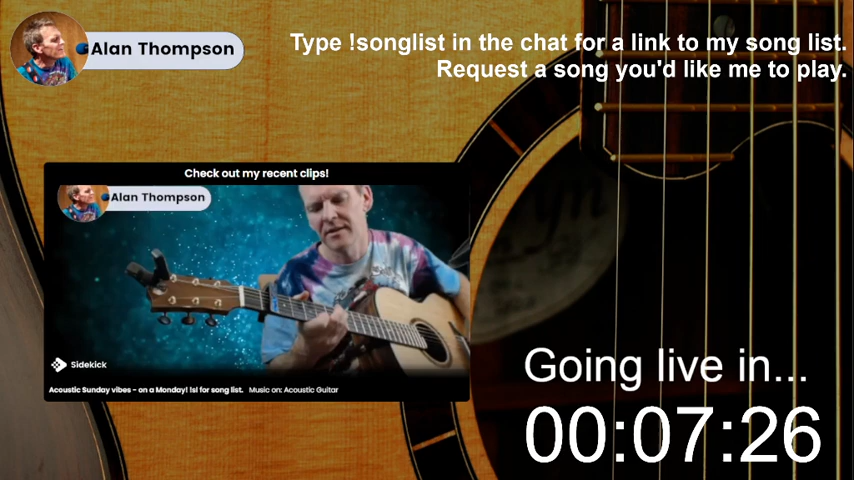 Alan Thompson
Type !songlist in the chat for a link to my song list.
Request a song you'd like me to play.
Check out my recent clips!
Alan Thompson
Sidekick
Acoustic Sunday vibes - on a Monday! !sl for song list. Music on: Acoustic Guitar
Going live in...
00:07:26